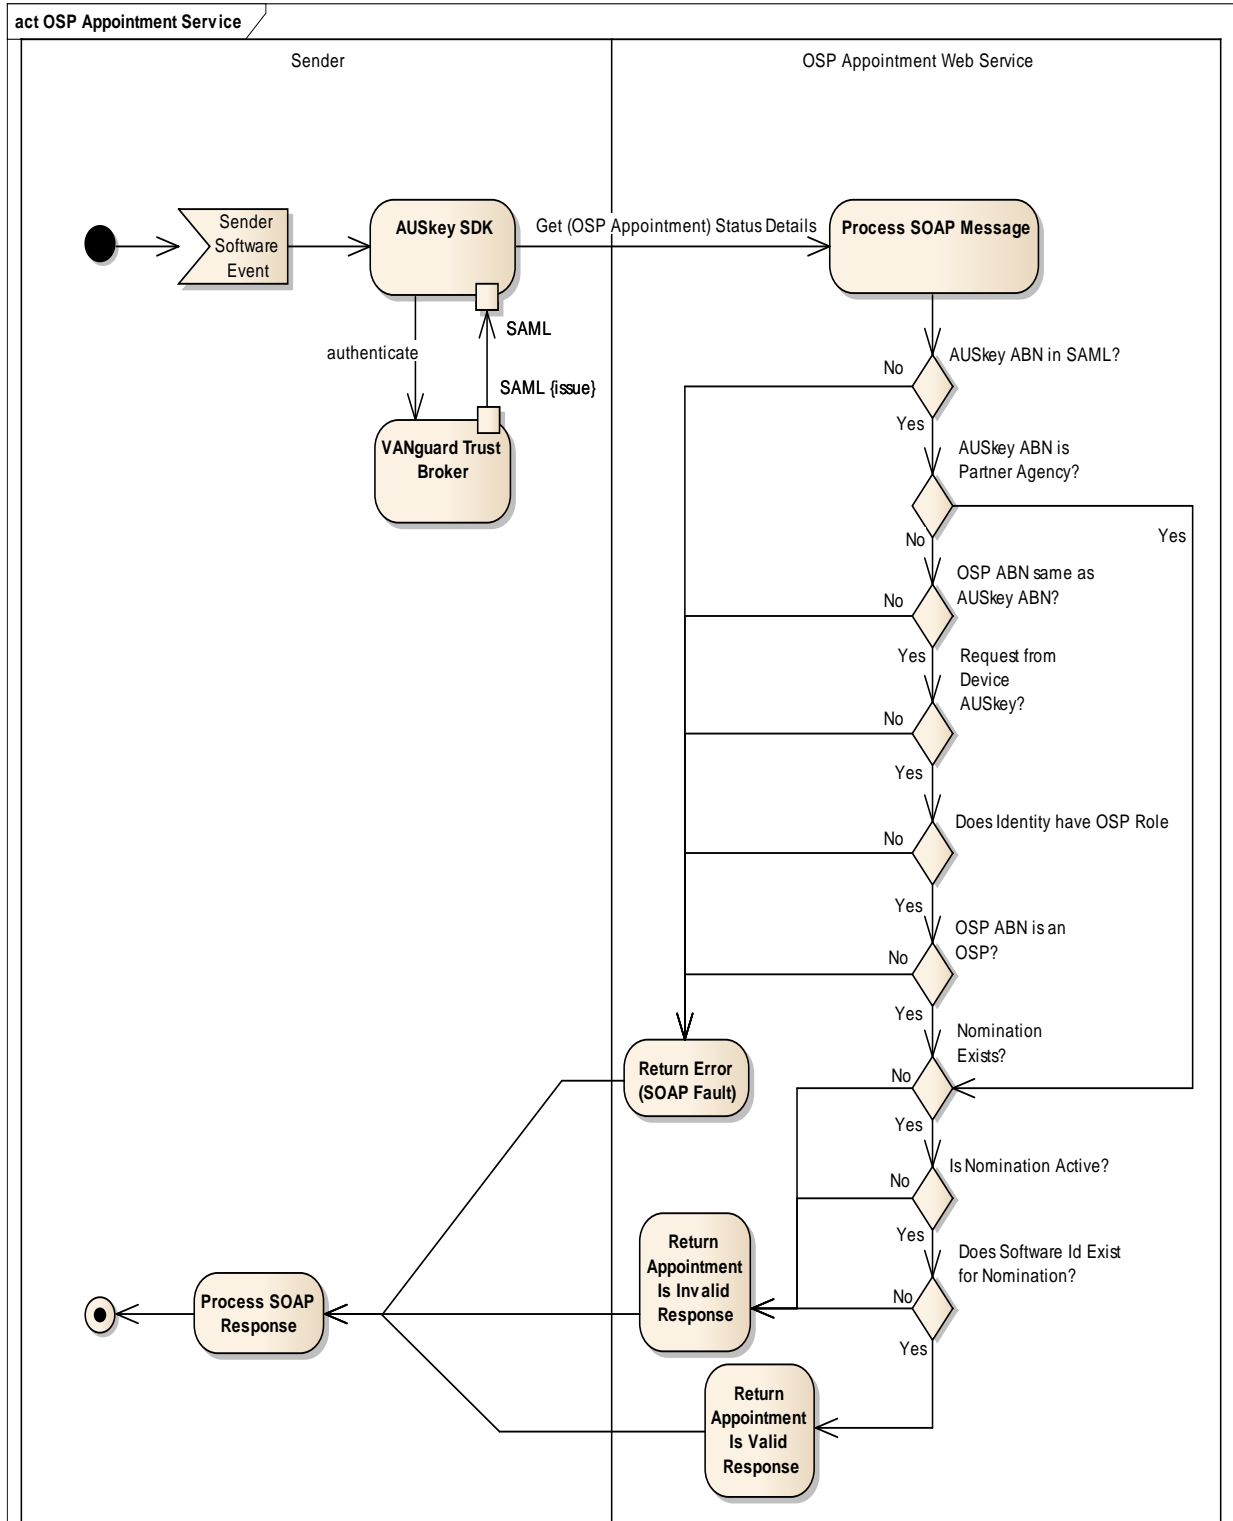 act OSP Appointment Service
Sender
OSP Appointment Web Service
Sender
Software
Event
AUSkey SDK
Get (OSP Appointment) Status Details
Process SOAP Message
SAML
authenticate
SAML {issue}
VANguard Trust
Broker
AUSkey ABN in SAML?
No
Yes
AUSkey ABN is
Partner Agency?
Yes
No
OSP ABN same as
AUSkey ABN?
No
Yes
Request from
Device
AUSkey?
No
Yes
Does Identity have OSP Role
No
Yes
OSP ABN is an
OSP?
No
Yes
Nomination
Exists?
Return Error
(SOAP Fault)
No
Yes
Is Nomination Active?
No
Yes
Does Software Id Exist
for Nomination?
No
Yes
Return
Appointment
Is Invalid
Response
Process SOAP
Response
Return
Appointment
Is Valid
Response